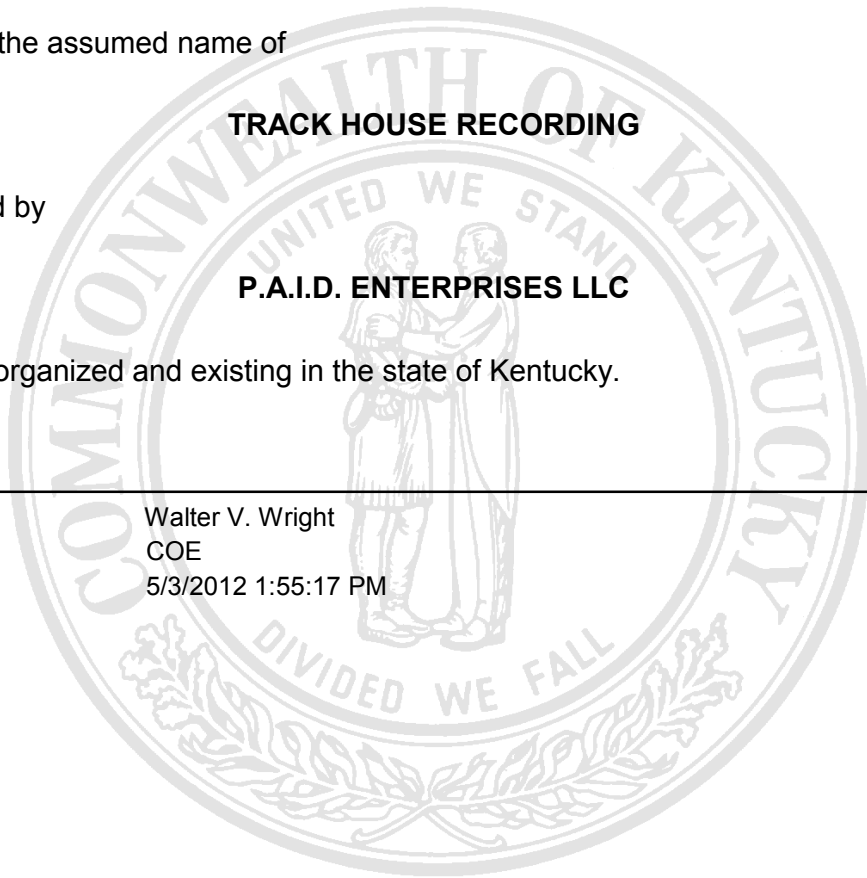 the assumed name of
TRACK HOUSE RECORDING
d by
P.A.I.D. ENTERPRISES LLC
organized and existing in the state of Kentucky.
Walter V. Wright
COE
5/3/2012 1:55:17 PM
COMMONWEALTH OF KENTUCKY
UNITED WE STAND
DIVIDED WE FALL